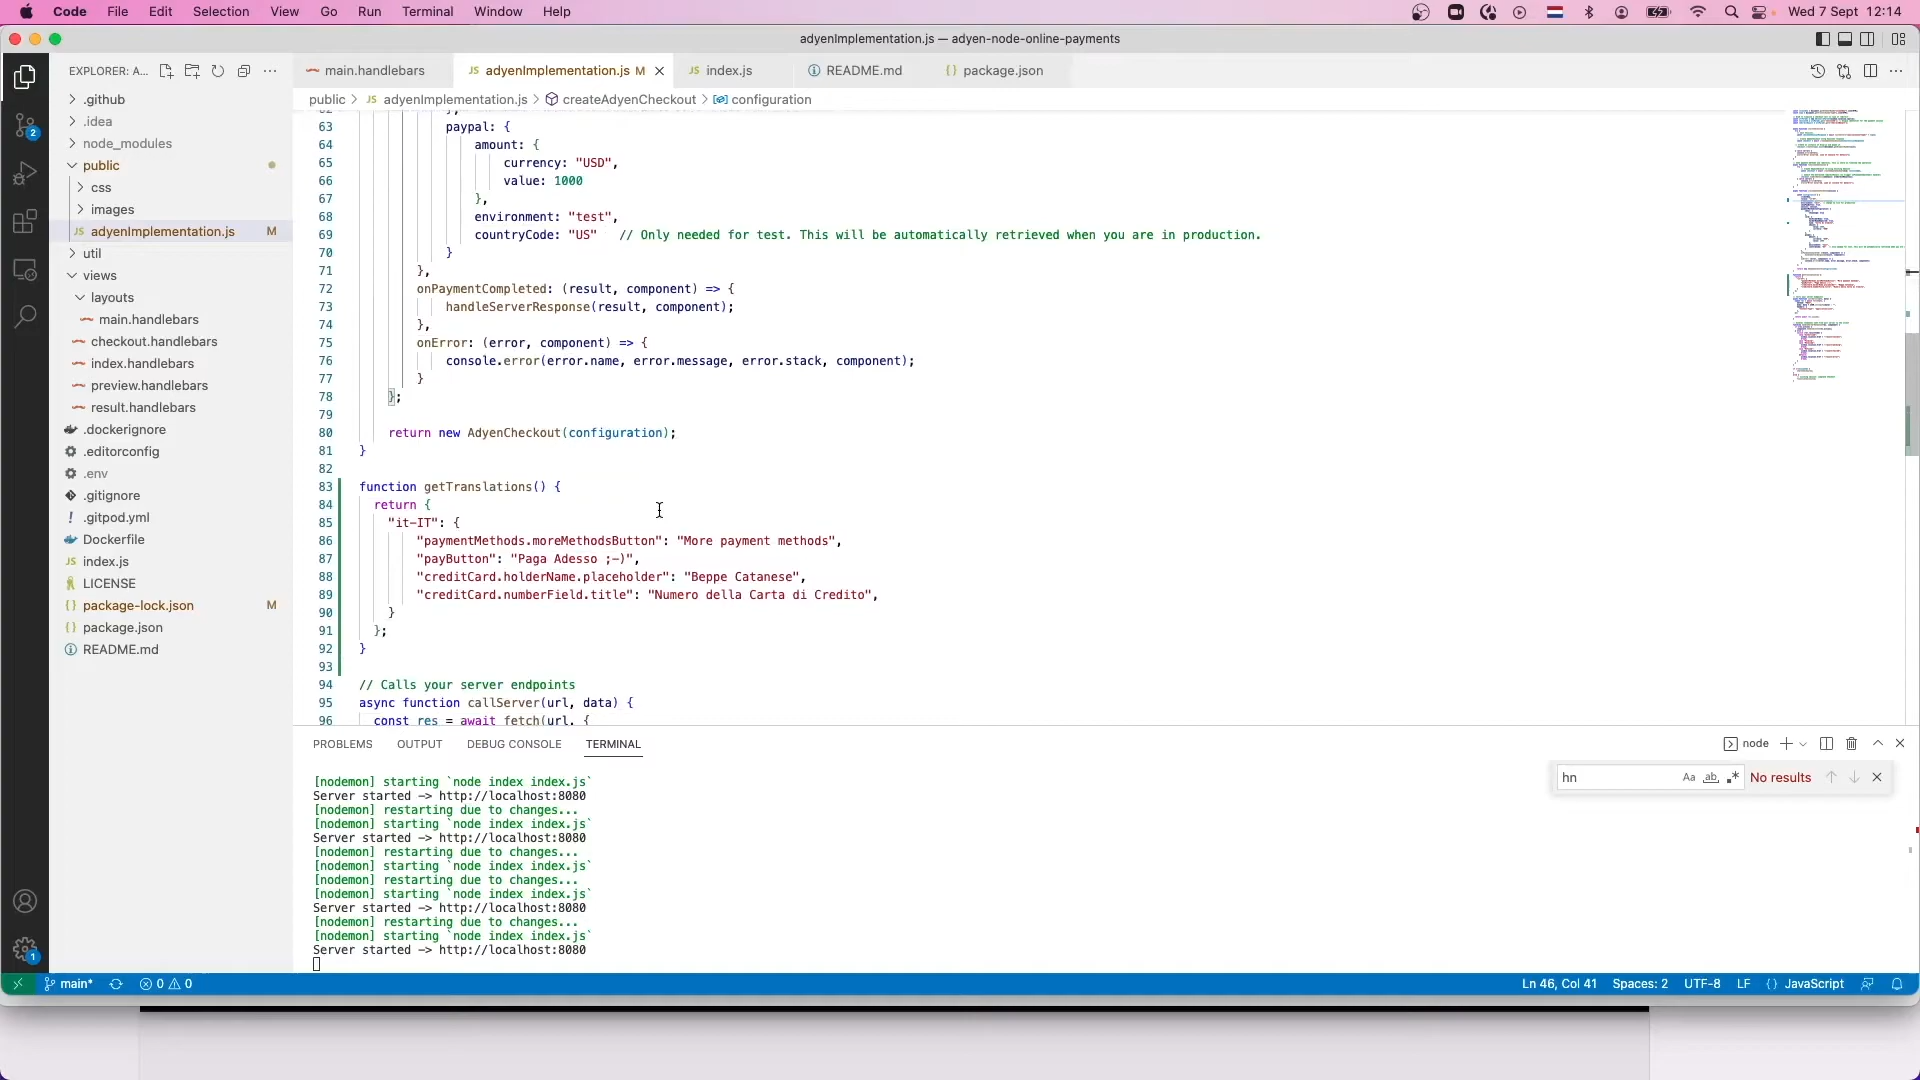 Code File Edit Selection View Go Run Terminal Window Help
Wed 7 Sept 12:14
adyenImplementation.js — adyen-node-online-payments
EXPLORER: A...
main.handlebars
JS adyenImplementation.js M
JS index.js
README.md
{} package.json
public > JS adyenImplementation.js > createAdyenCheckout > configuration
.github
.idea
node_modules
public
css
images
JS adyenImplementation.js M
util
views
layouts
main.handlebars
checkout.handlebars
index.handlebars
preview.handlebars
result.handlebars
.dockerignore
.editorconfig
.env
.gitignore
! .gitpod.yml
Dockerfile
JS index.js
LICENSE
{} package-lock.json M
{} package.json
README.md
2
1
63 paypal: {
64 amount: {
65 currency: "USD",
66 value: 1000
67 },
68 environment: "test",
69 countryCode: "US" // Only needed for test. This will be automatically retrieved when you are in production.
70 }
71 },
72 onPaymentCompleted: (result, component) => {
73 handleServerResponse(result, component);
74 },
75 onError: (error, component) => {
76 console.error(error.name, error.message, error.stack, component);
77 }
78 };
79
80 return new AdyenCheckout(configuration);
81 }
82
83 function getTranslations() {
84 return {
85 "it-IT": {
86 "paymentMethods.moreMethodsButton": "More payment methods",
87 "payButton": "Paga Adesso ;-)",
88 "creditCard.holderName.placeholder": "Beppe Catanese",
89 "creditCard.numberField.title": "Numero della Carta di Credito",
90 }
91 };
92 }
93
94 // Calls your server endpoints
95 async function callServer(url, data) {
96 const res = await fetch(url, {
PROBLEMS OUTPUT DEBUG CONSOLE TERMINAL
node
hn
Aa ab
No results
[nodemon] starting `node index index.js`
Server started -> http://localhost:8080
[nodemon] restarting due to changes...
[nodemon] starting `node index index.js`
Server started -> http://localhost:8080
[nodemon] restarting due to changes...
[nodemon] starting `node index index.js`
[nodemon] restarting due to changes...
[nodemon] starting `node index index.js`
Server started -> http://localhost:8080
[nodemon] restarting due to changes...
[nodemon] starting `node index index.js`
Server started -> http://localhost:8080
main* 0 0
Ln 46, Col 41 Spaces: 2 UTF-8 LF {} JavaScript